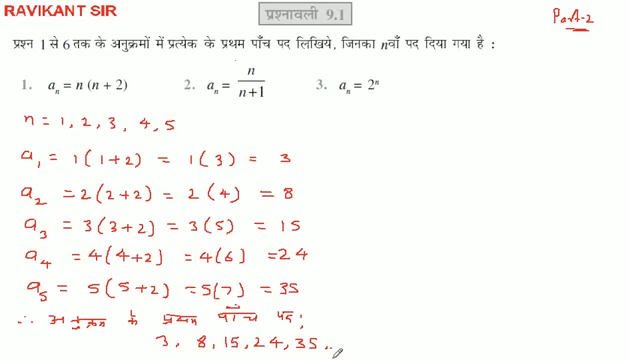 RAVIKANT SIR
प्रश्नावली 9.1
Part-2
प्रश्न 1 से 6 तक के अनुक्रमों में प्रत्येक के प्रथम पाँच पद लिखिये, जिनका nवाँ पद दिया गया है :
1. aₙ = n (n + 2) 2. aₙ = n/(n+1) 3. aₙ = 2ⁿ
n = 1, 2, 3, 4, 5
a₁ = 1(1+2) = 1(3) = 3
a₂ = 2(2+2) = 2(4) = 8
a₃ = 3(3+2) = 3(5) = 15
a₄ = 4(4+2) = 4(6) = 24
a₅ = 5(5+2) = 5(7) = 35
∴ अनुक्रम के प्रथम पांच पद;
3, 8, 15, 24, 35..